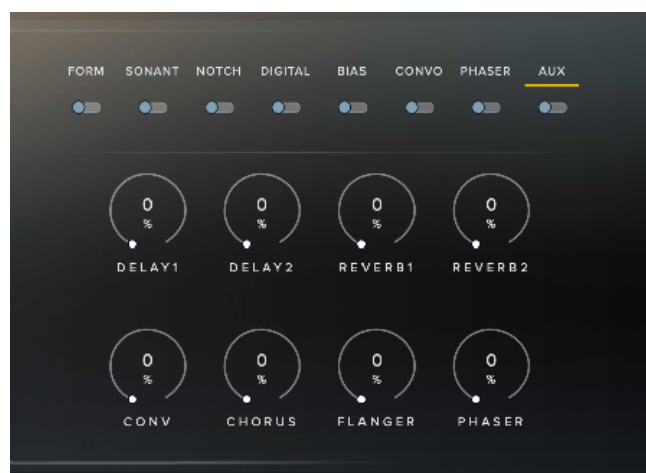 FORM SONANT NOTCH DIGITAL BIAS CONVO PHASER AUX
0 0 0 0
% % % %
DELAY1 DELAY2 REVERB1 REVERB2
0 0 0 0
% % % %
CONV CHORUS FLANGER PHASER